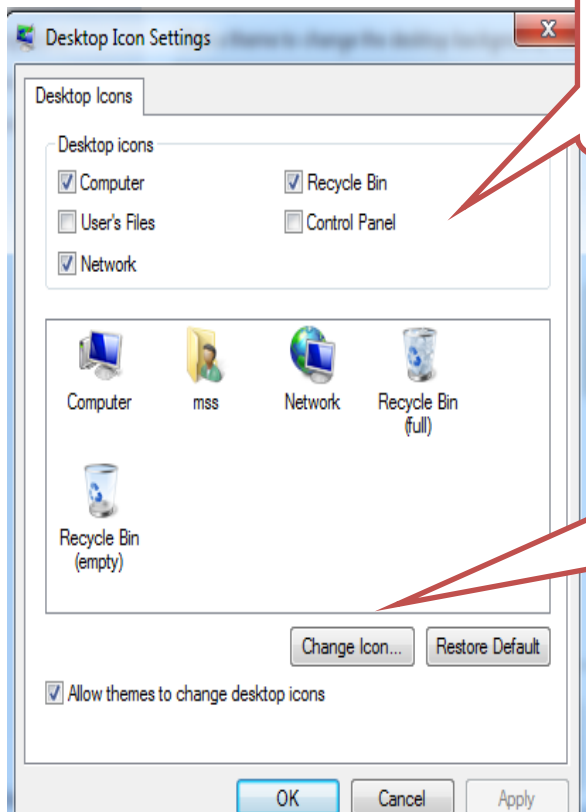 Desktop Icon Settings
X
Desktop Icons
Desktop icons
Computer
Recycle Bin
User's Files
Control Panel
Network
Computer
mss
Network
Recycle Bin
(full)
Recycle Bin
(empty)
Change Icon...
Restore Default
Allow themes to change desktop icons
OK
Cancel
Apply